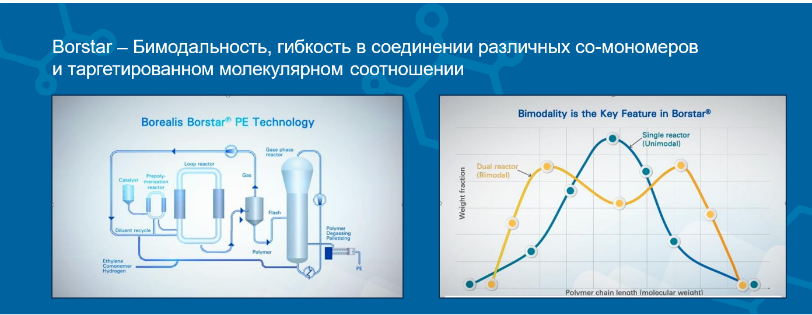 Borstar – Бимодальность, гибкость в соединении различных со-мономеров
и таргетированном молекулярном соотношении
Borealis Borstar® PE Technology
Catalyst
Prepoly-
merisation
reactor
Loop reactor
Gase phase
reactor
Gas
Flash
Diluent recycle
Polymer
Ethylene
Comonomer
Hydrogen
Polymer
Degassing
Pelletising
PE
Bimodality is the Key Feature in Borstar®
Single reactor
(Unimodal)
Dual reactor
(Bimodal)
Weight fraction
Polymer chain length (molecular weight)